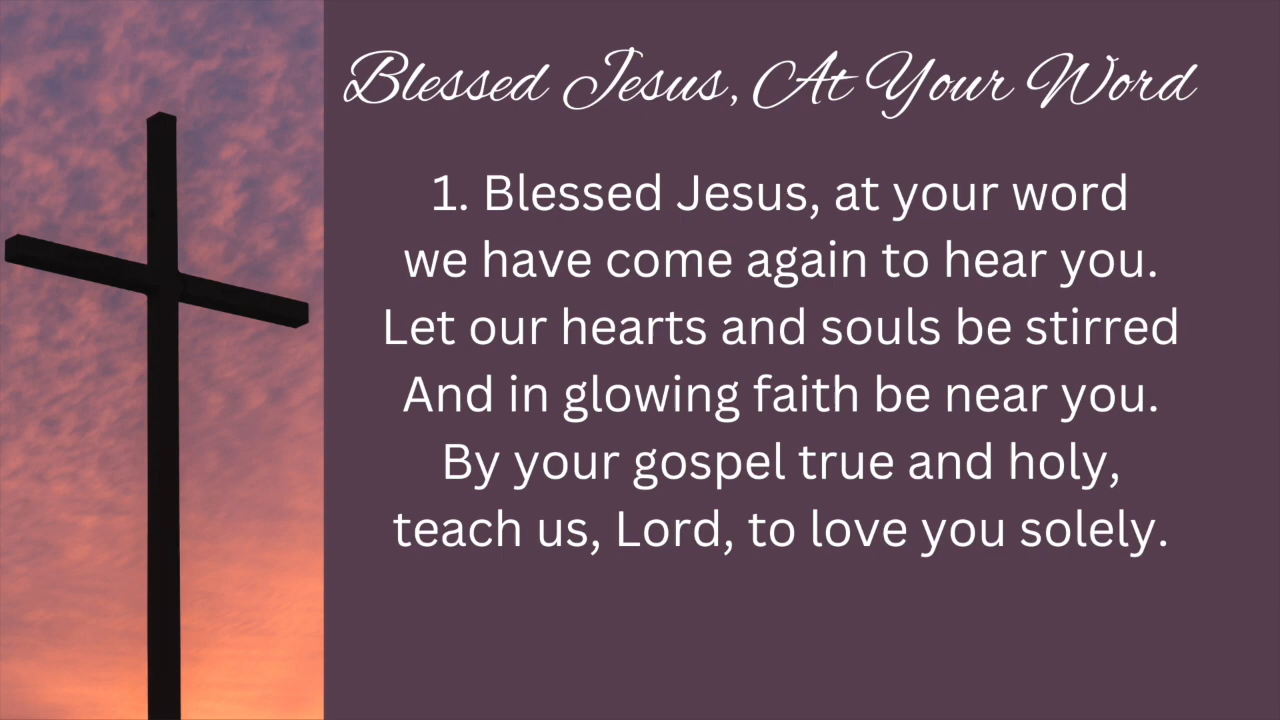 Blessed Jesus, At Your Word
1. Blessed Jesus, at your word
we have come again to hear you.
Let our hearts and souls be stirred
And in glowing faith be near you.
By your gospel true and holy,
teach us, Lord, to love you solely.